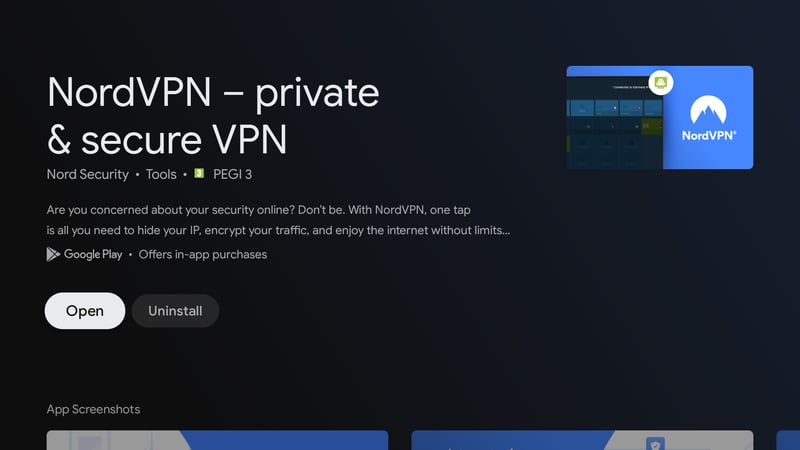 NordVPN – private
& secure VPN
Nord Security • Tools • 3 PEGI 3
Are you concerned about your security online? Don't be. With NordVPN, one tap
is all you need to hide your IP, encrypt your traffic, and enjoy the internet without limits...
Google Play • Offers in-app purchases
Open Uninstall
NordVPN®
App Screenshots